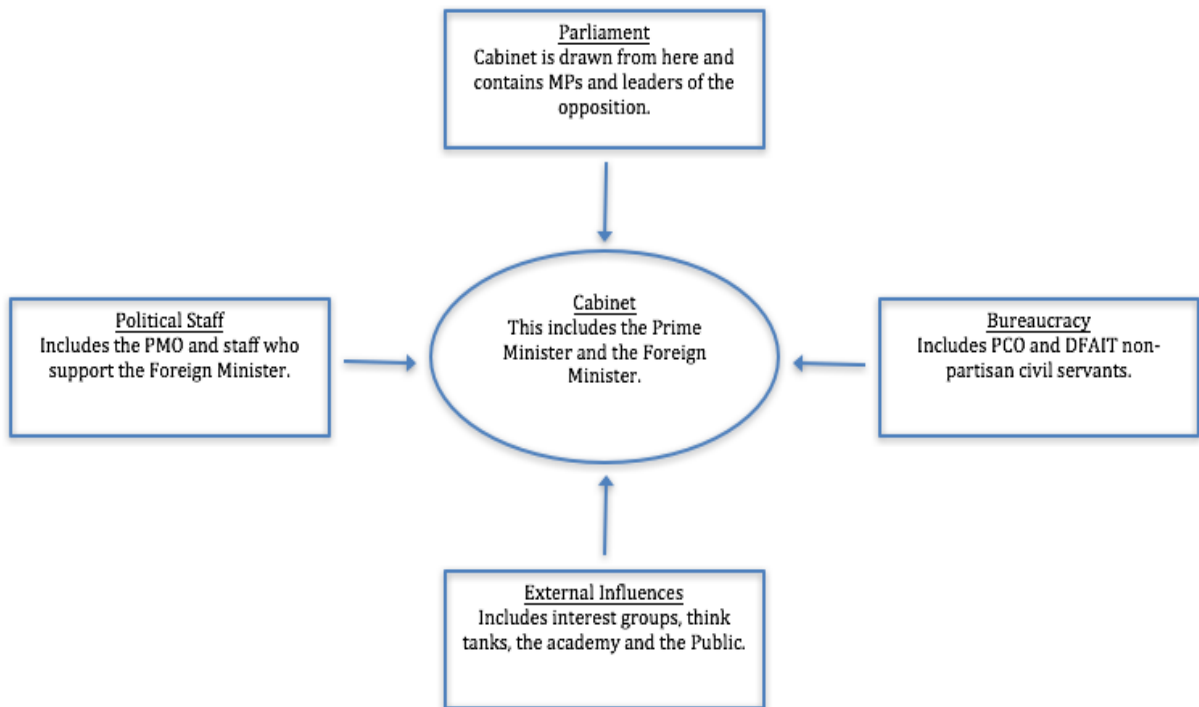 Parliament
Cabinet is drawn from here and
contains MPs and leaders of the
opposition.
Political Staff
Includes the PMO and staff who
support the Foreign Minister.
Cabinet
This includes the Prime
Minister and the Foreign
Minister.
Bureaucracy
Includes PCO and DFAIT non-
partisan civil servants.
External Influences
Includes interest groups, think
tanks, the academy and the Public.